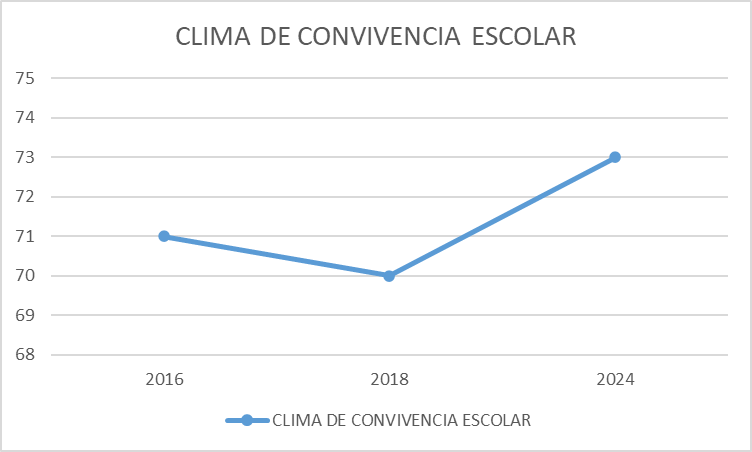 CLIMA DE CONVIVENCIA ESCOLAR
75
74
73
72
71
70
69
68
2016 2018 2024
CLIMA DE CONVIVENCIA ESCOLAR